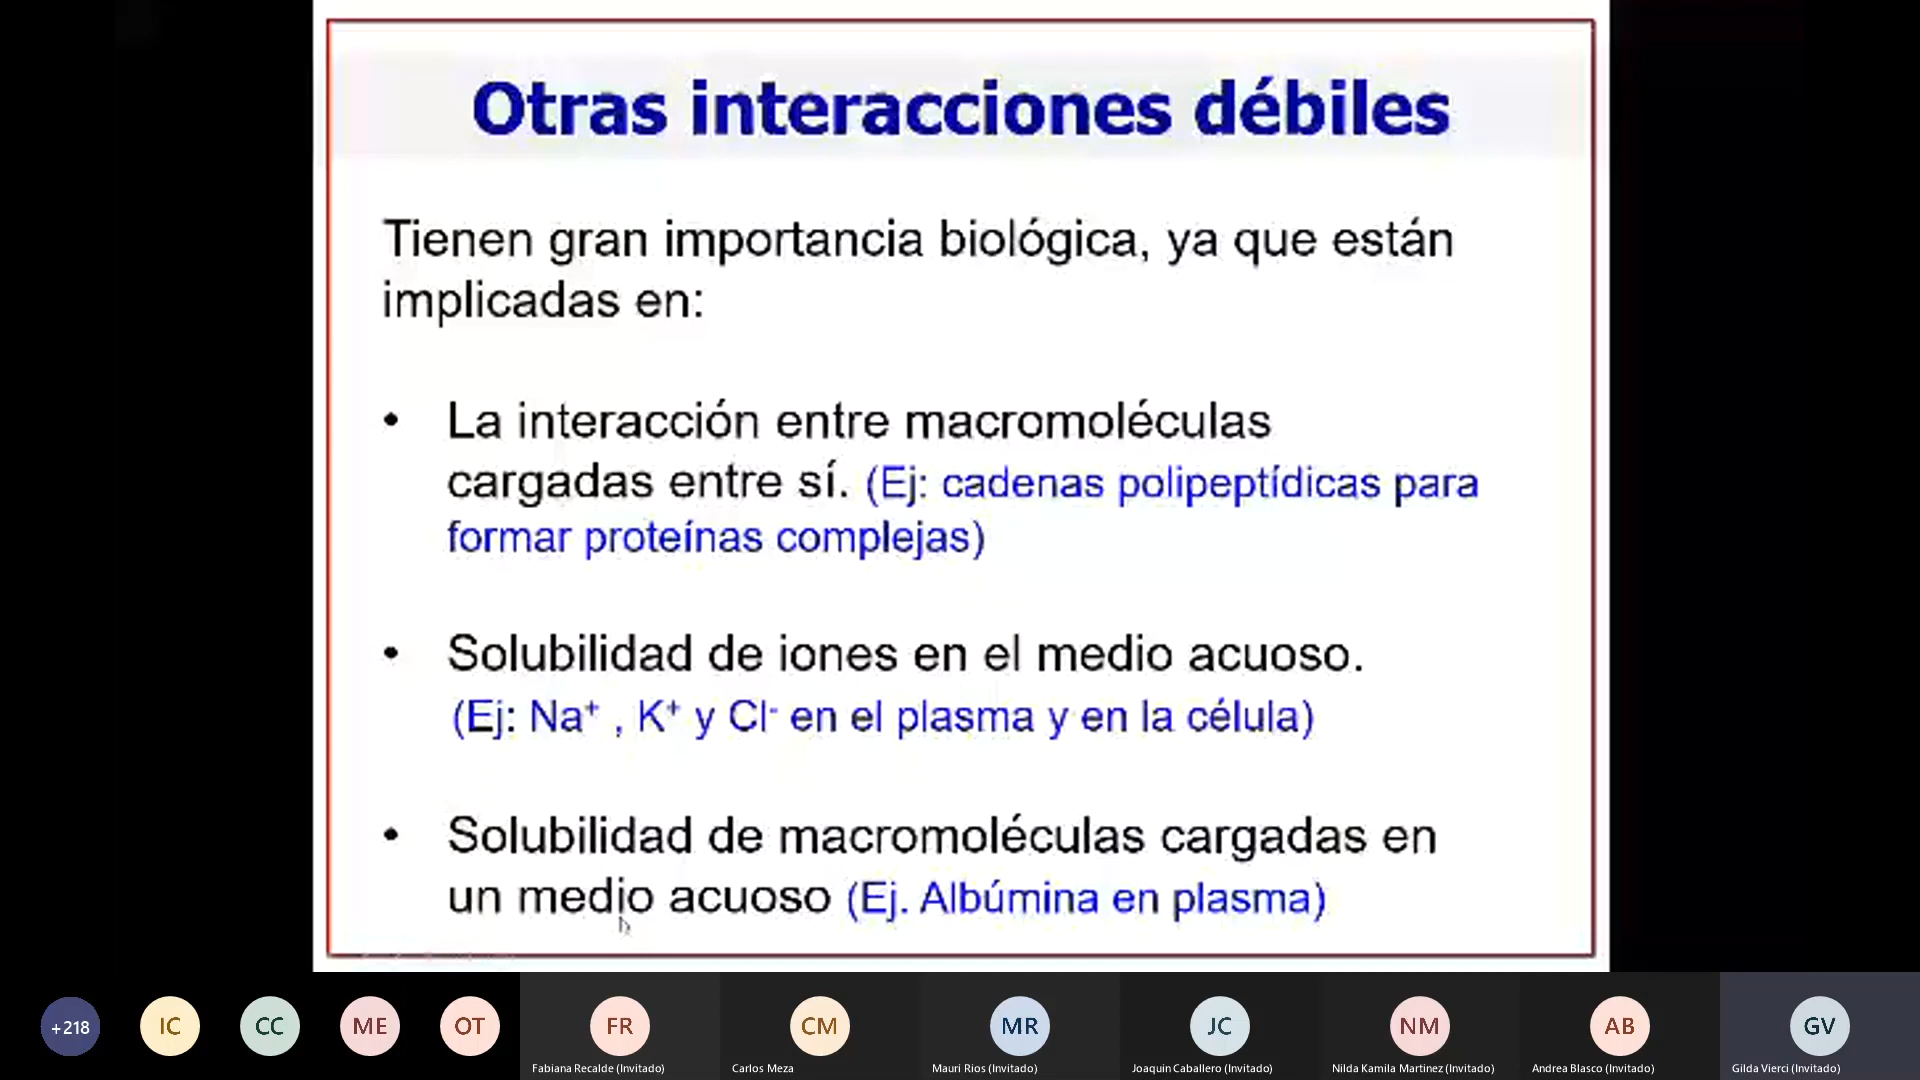 Otras interacciones débiles
Tienen gran importancia biológica, ya que están
implicadas en:
• La interacción entre macromoléculas
cargadas entre sí. (Ej: cadenas polipeptídicas para
formar proteínas complejas)
• Solubilidad de iones en el medio acuoso.
(Ej: Na⁺ , K⁺ y Cl⁻ en el plasma y en la célula)
• Solubilidad de macromoléculas cargadas en
un medio acuoso (Ej. Albúmina en plasma)
+218 IC CC ME OT FR CM MR JC NM AB GV
Fabiana Recalde (Invitado) Carlos Meza Mauri Rios (Invitado) Joaquin Caballero (Invitado) Nilda Kamila Martinez (Invitado) Andrea Blasco (Invitado) Gilda Vierci (Invitado)